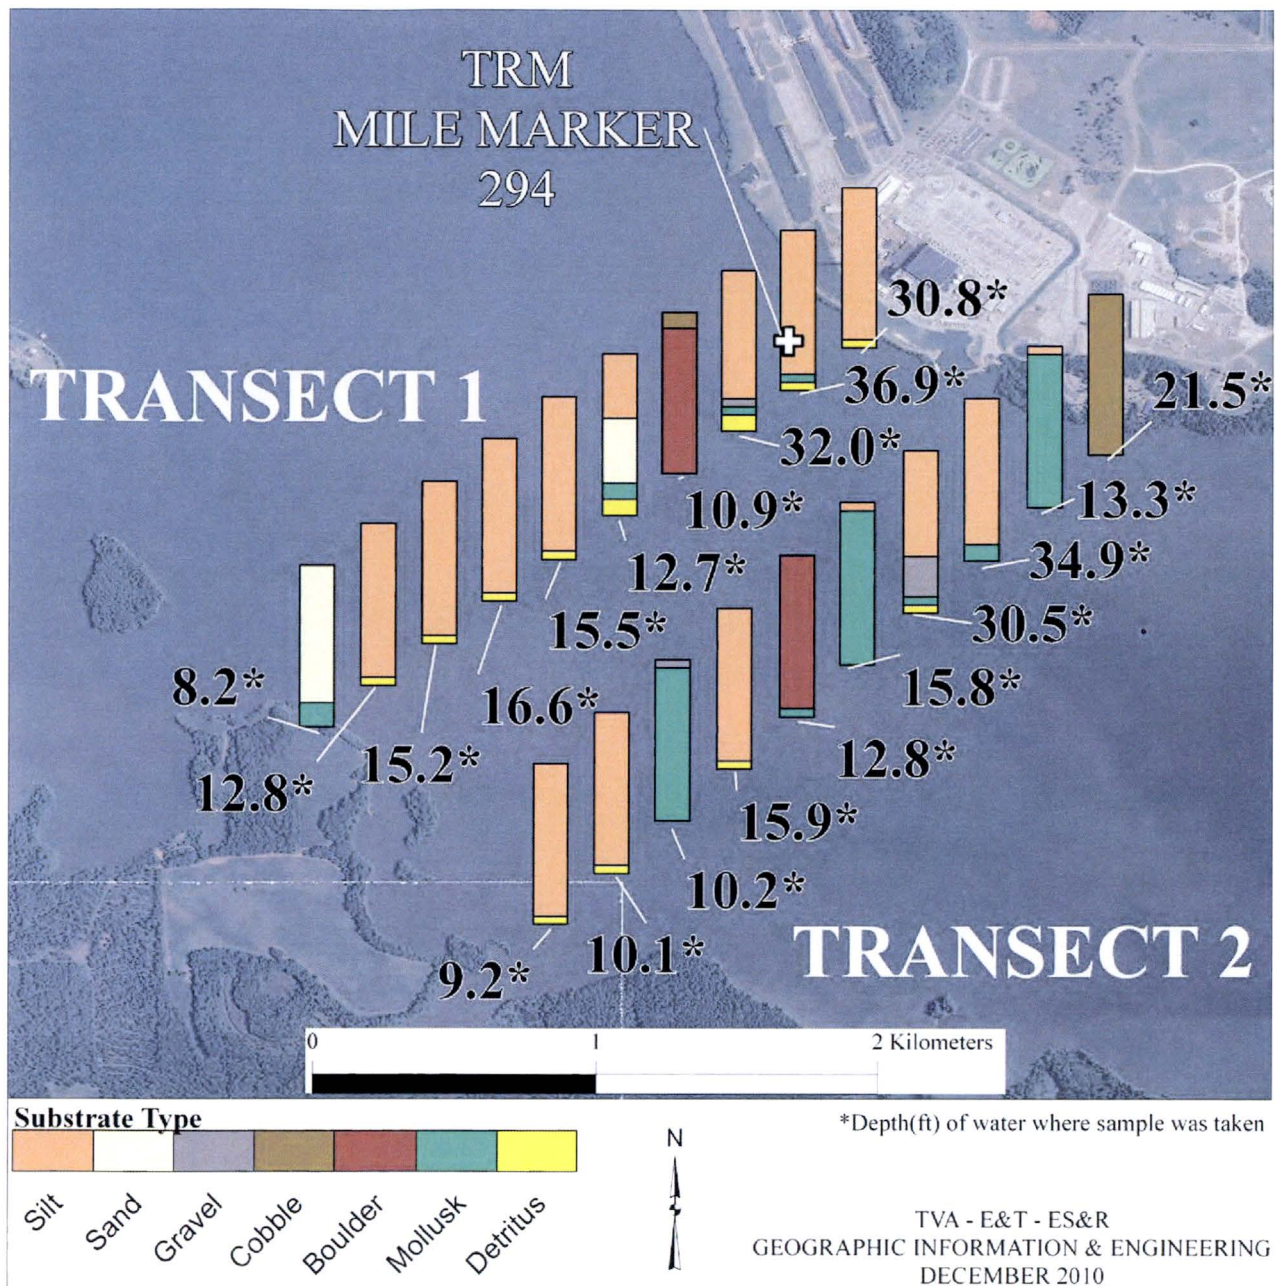 TRM
MILE MARKER
294
TRANSECT 1
30.8*
36.9*
32.0*
10.9*
12.7*
15.5*
16.6*
15.2*
12.8*
8.2*
21.5*
13.3*
34.9*
30.5*
15.8*
12.8*
15.9*
10.2*
10.1*
9.2*
TRANSECT 2
0 1 2 Kilometers
Substrate Type
Silt Sand Gravel Cobble Boulder Mollusk Detritus
*Depth(ft) of water where sample was taken
N
TVA - E&T - ES&R
GEOGRAPHIC INFORMATION & ENGINEERING
DECEMBER 2010